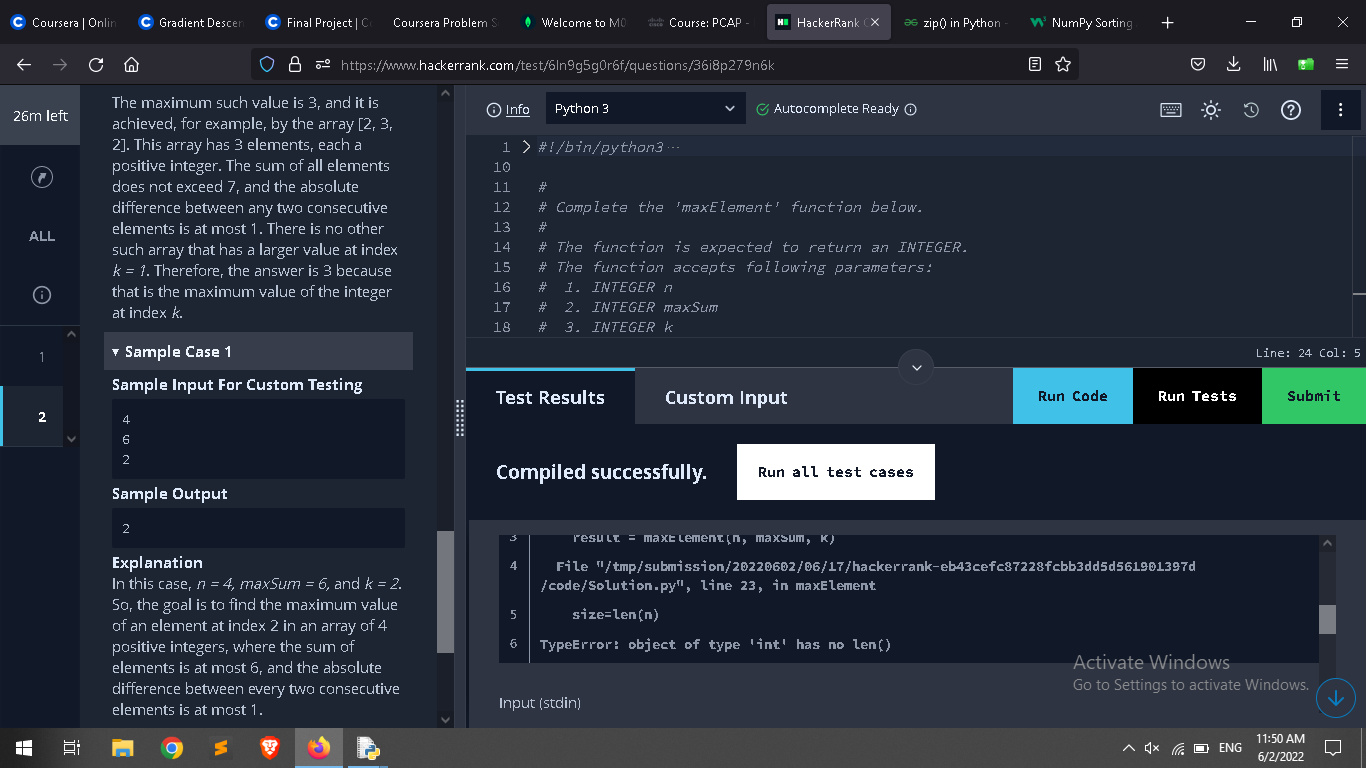 Coursera | Onlin
Gradient Descen
Final Project | Co
Coursera Problem S
Welcome to MO
Course: PCAP -
HackerRank C
zip() in Python -
NumPy Sorting
https://www.hackerrank.com/test/6ln9g5g0r6f/questions/36i8p279n6k
26m left
ALL
1
2
The maximum such value is 3, and it is
achieved, for example, by the array [2, 3,
2]. This array has 3 elements, each a
positive integer. The sum of all elements
does not exceed 7, and the absolute
difference between any two consecutive
elements is at most 1. There is no other
such array that has a larger value at index
k = 1. Therefore, the answer is 3 because
that is the maximum value of the integer
at index k.
▾ Sample Case 1
Sample Input For Custom Testing
4
6
2
Sample Output
2
Explanation
In this case, n = 4, maxSum = 6, and k = 2.
So, the goal is to find the maximum value
of an element at index 2 in an array of 4
positive integers, where the sum of
elements is at most 6, and the absolute
difference between every two consecutive
elements is at most 1.
Info
Python 3
Autocomplete Ready
1 #!/bin/python3 ...
10
11 #
12 # Complete the 'maxElement' function below.
13 #
14 # The function is expected to return an INTEGER.
15 # The function accepts following parameters:
16 #  1. INTEGER n
17 #  2. INTEGER maxSum
18 #  3. INTEGER k
Line: 24 Col: 5
Test Results
Custom Input
Run Code
Run Tests
Submit
Compiled successfully.
Run all test cases
3 result = maxElement(n, maxSum, k)
4 File "/tmp/submission/20220602/06/17/hackerrank-eb43cefc87228fcbb3dd5d561901397d
/code/Solution.py", line 23, in maxElement
5 size=len(n)
6 TypeError: object of type 'int' has no len()
Input (stdin)
Activate Windows
Go to Settings to activate Windows.
ENG
11:50 AM
6/2/2022